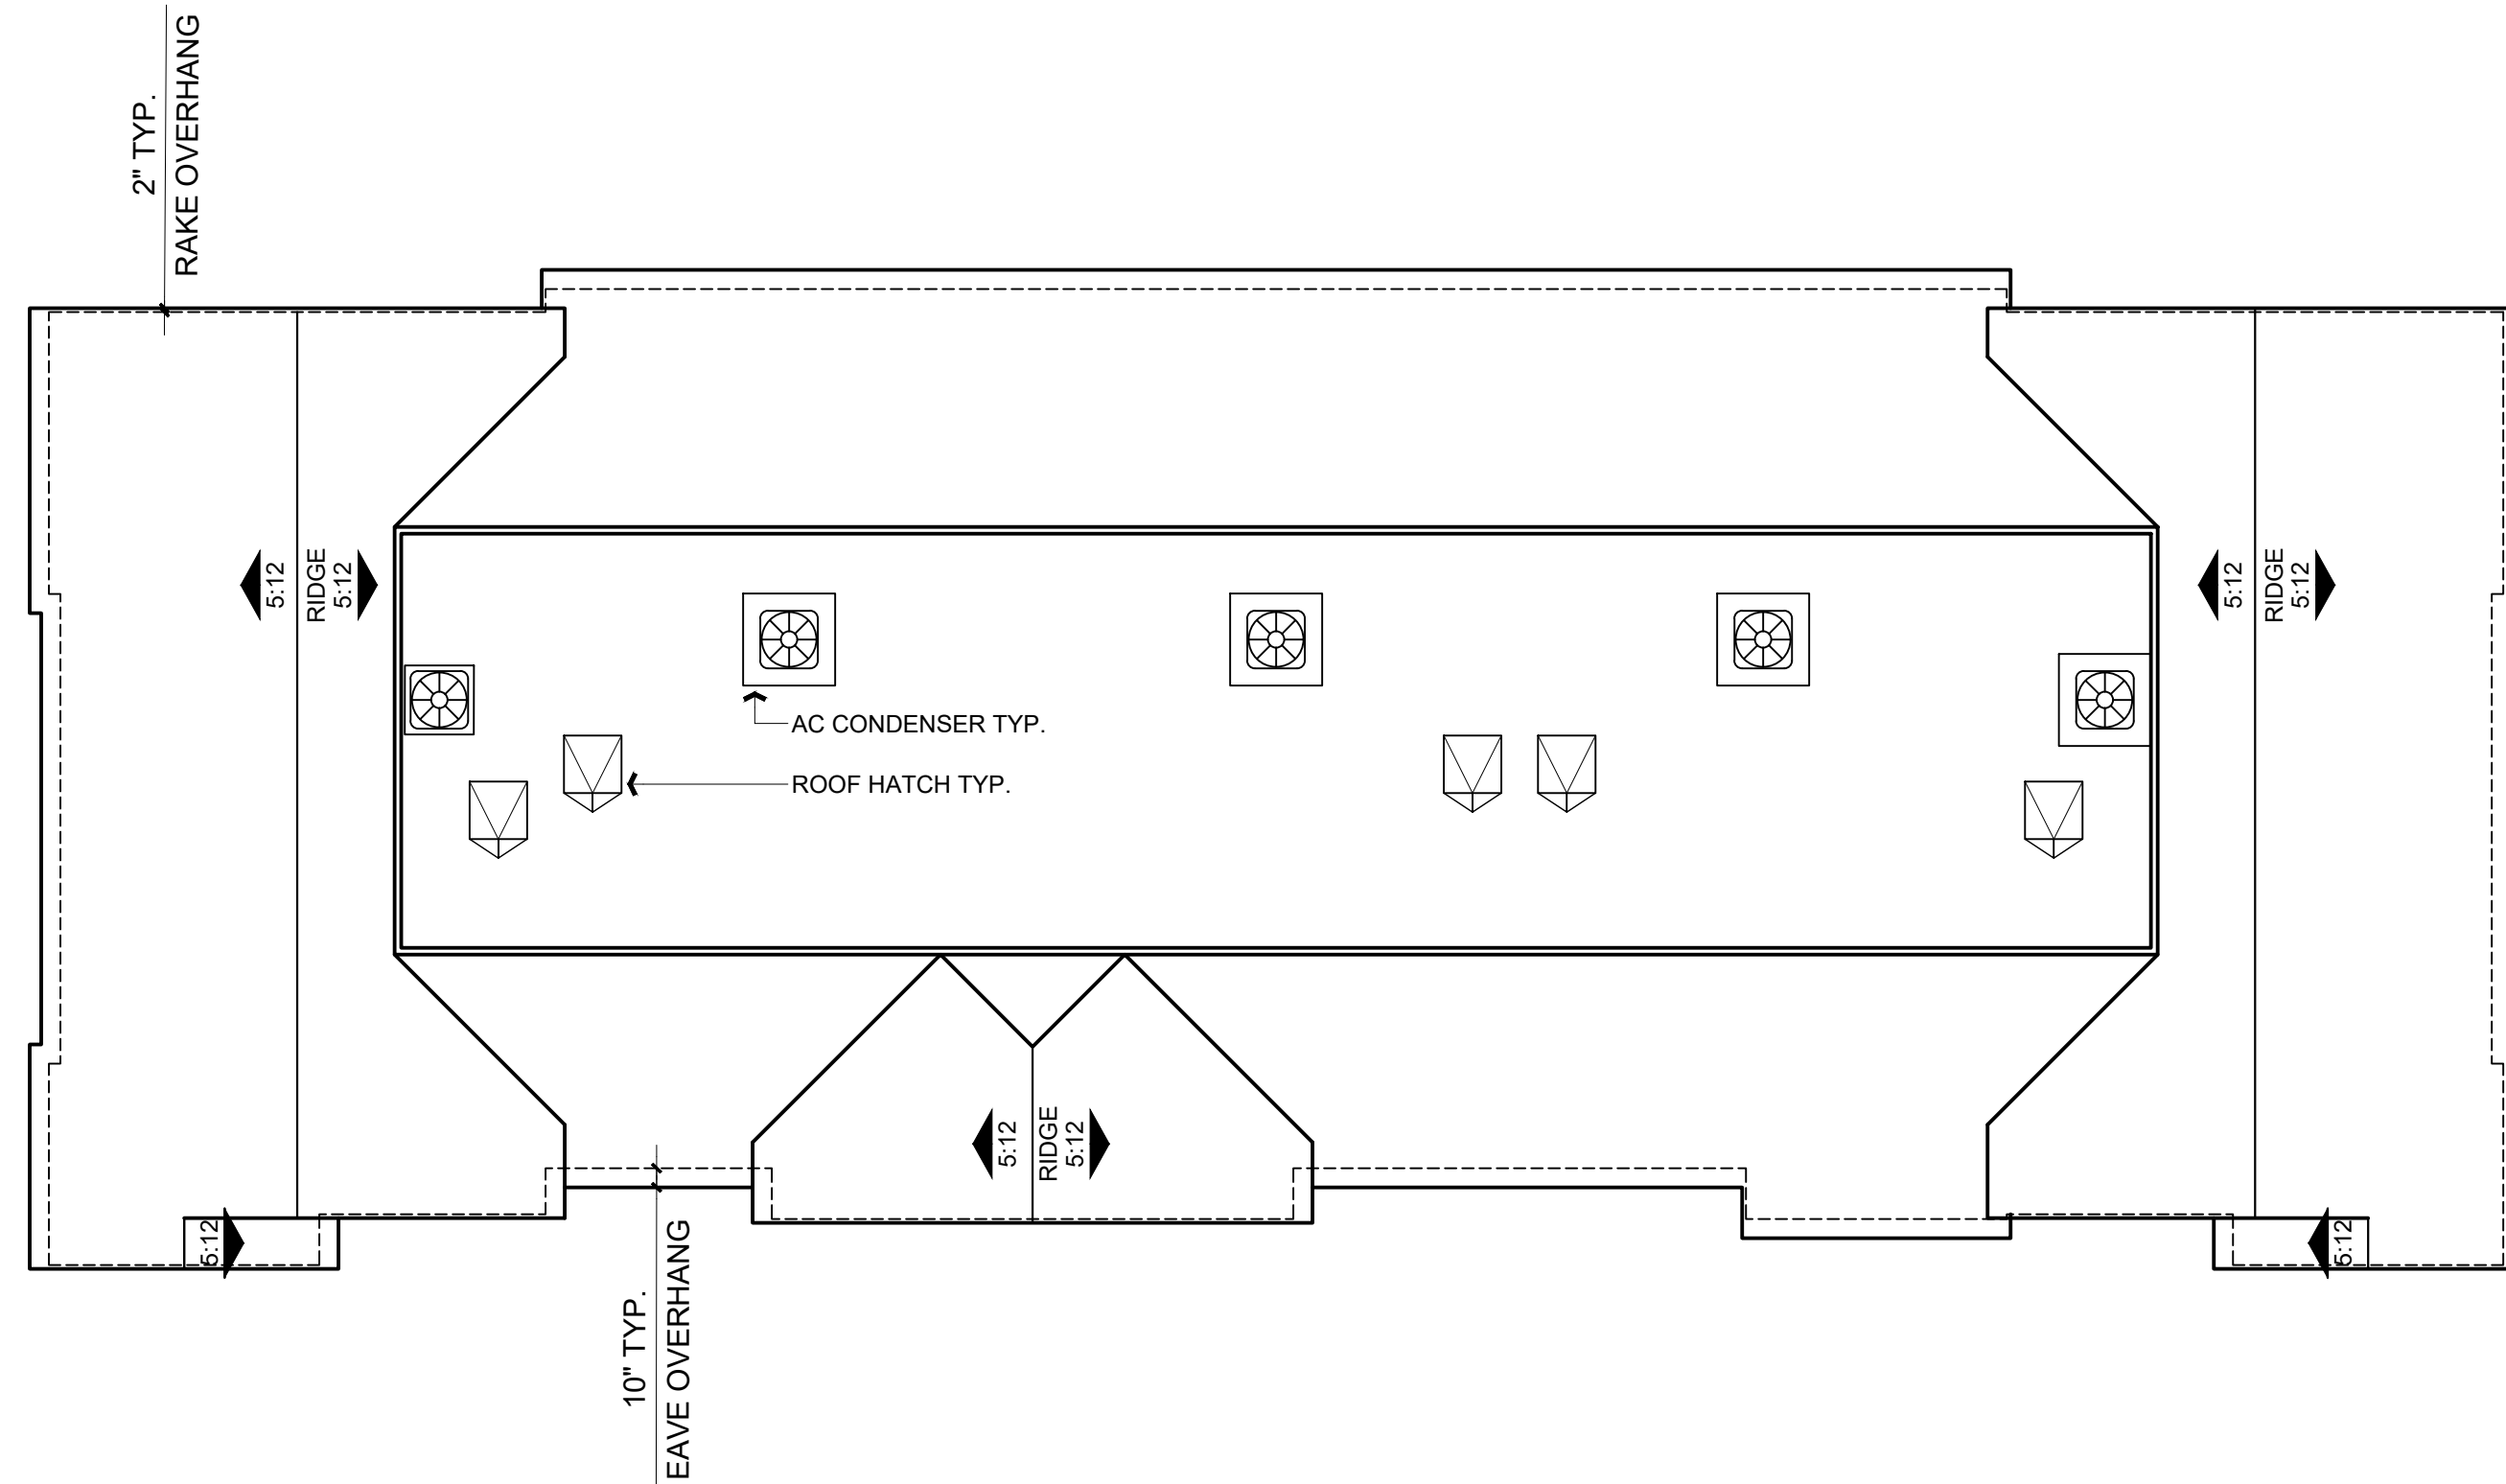 2" TYP.
RAKE OVERHANG
5:12
RIDGE
5:12
5:12
RIDGE
5:12
AC CONDENSER TYP.
ROOF HATCH TYP.
5:12
RIDGE
5:12
5:12
5:12
10" TYP.
EAVE OVERHANG